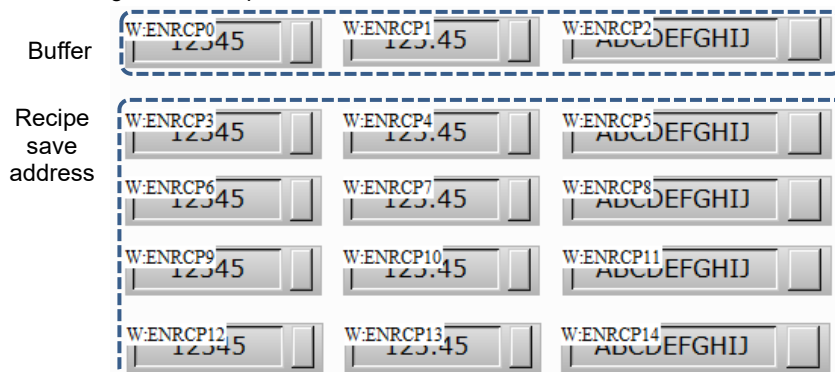 Buffer
W:ENRCP0 12345 W:ENRCP1 123.45 W:ENRCP2 ABCDEFGHIJ
Recipe
save
address
W:ENRCP3 12345 W:ENRCP4 123.45 W:ENRCP5 ABCDEFGHIJ
W:ENRCP6 12345 W:ENRCP7 123.45 W:ENRCP8 ABCDEFGHIJ
W:ENRCP9 12345 W:ENRCP10 123.45 W:ENRCP11 ABCDEFGHIJ
W:ENRCP12 12345 W:ENRCP13 123.45 W:ENRCP14 ABCDEFGHIJ